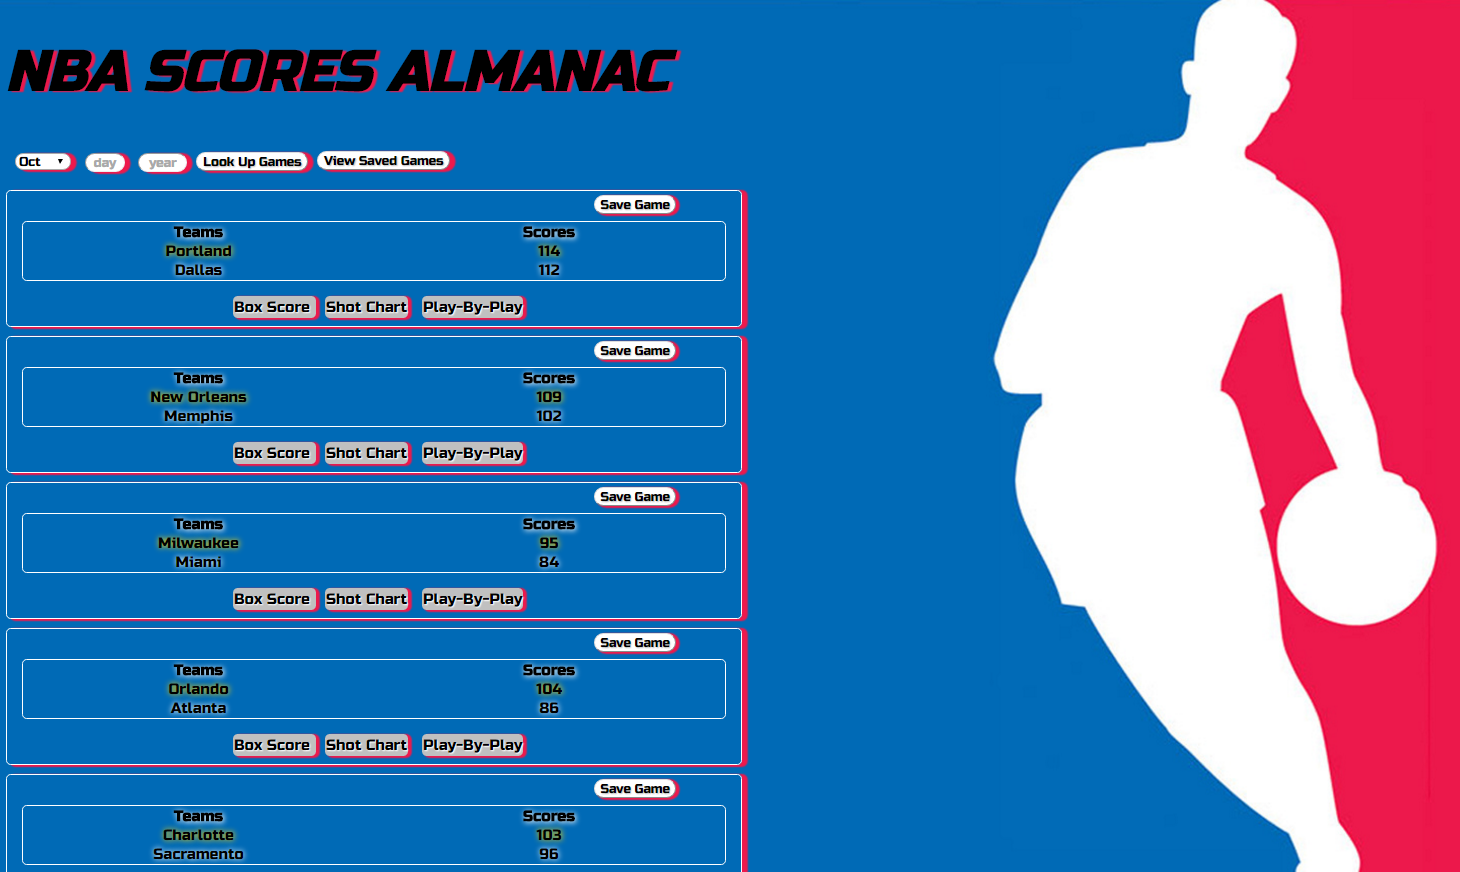 NBA SCORES ALMANAC
Oct day year Look Up Games View Saved Games
Save Game
Teams Scores
Portland 114
Dallas 112
Box Score Shot Chart Play-By-Play
Save Game
Teams Scores
New Orleans 109
Memphis 102
Box Score Shot Chart Play-By-Play
Save Game
Teams Scores
Milwaukee 95
Miami 84
Box Score Shot Chart Play-By-Play
Save Game
Teams Scores
Orlando 104
Atlanta 86
Box Score Shot Chart Play-By-Play
Save Game
Teams Scores
Charlotte 103
Sacramento 96